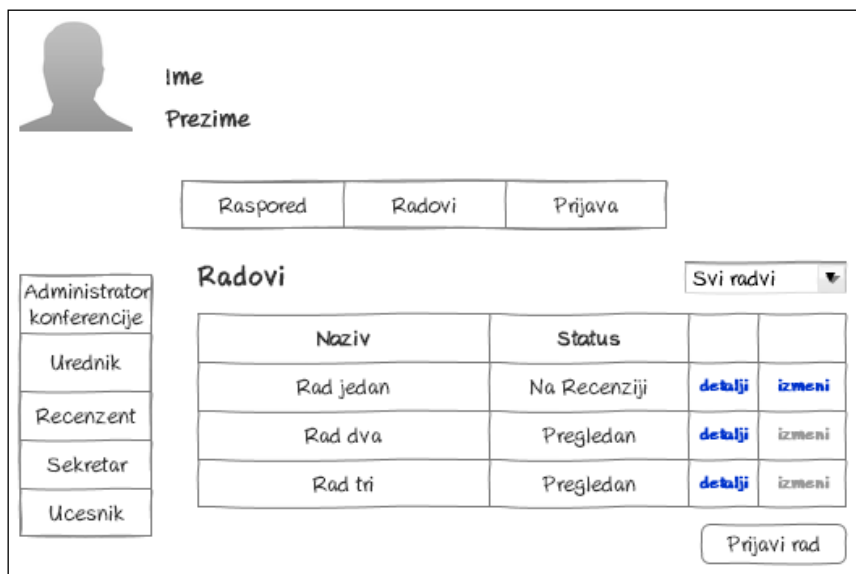 Ime
Prezime
Raspored Radovi Prijava
Administrator
konferencije
Urednik
Recenzent
Sekretar
Ucesnik
Radovi
Svi radvi
Naziv Status
Rad jedan Na Recenziji detalji izmeni
Rad dva Pregledan detalji izmeni
Rad tri Pregledan detalji izmeni
Prijavi rad